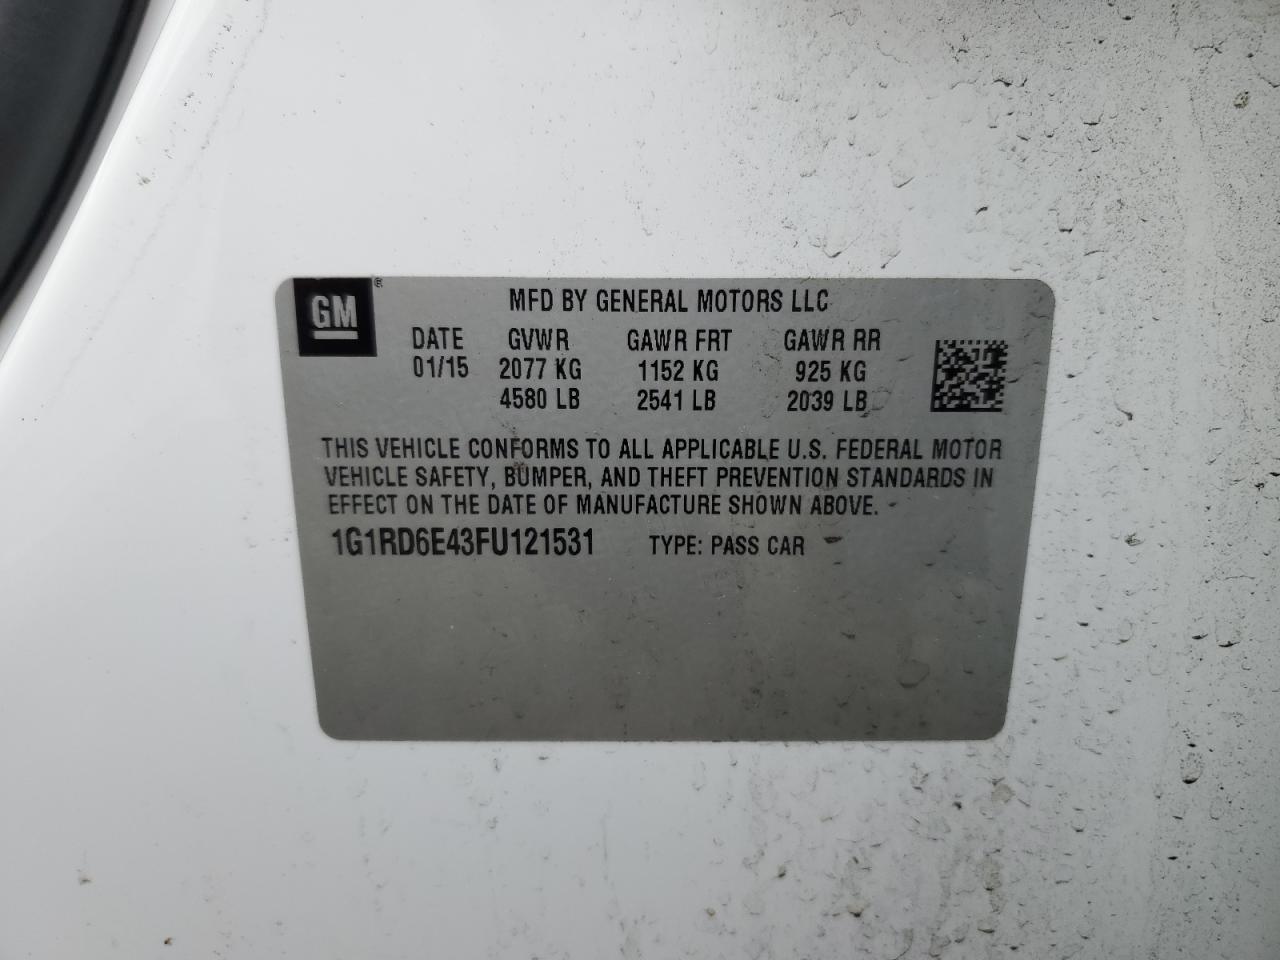 GM®
MFD BY GENERAL MOTORS LLC
DATE GVWR GAWR FRT GAWR RR
01/15 2077 KG 1152 KG 925 KG
4580 LB 2541 LB 2039 LB
THIS VEHICLE CONFORMS TO ALL APPLICABLE U.S. FEDERAL MOTOR
VEHICLE SAFETY, BUMPER, AND THEFT PREVENTION STANDARDS IN
EFFECT ON THE DATE OF MANUFACTURE SHOWN ABOVE.
1G1RD6E43FU121531 TYPE: PASS CAR